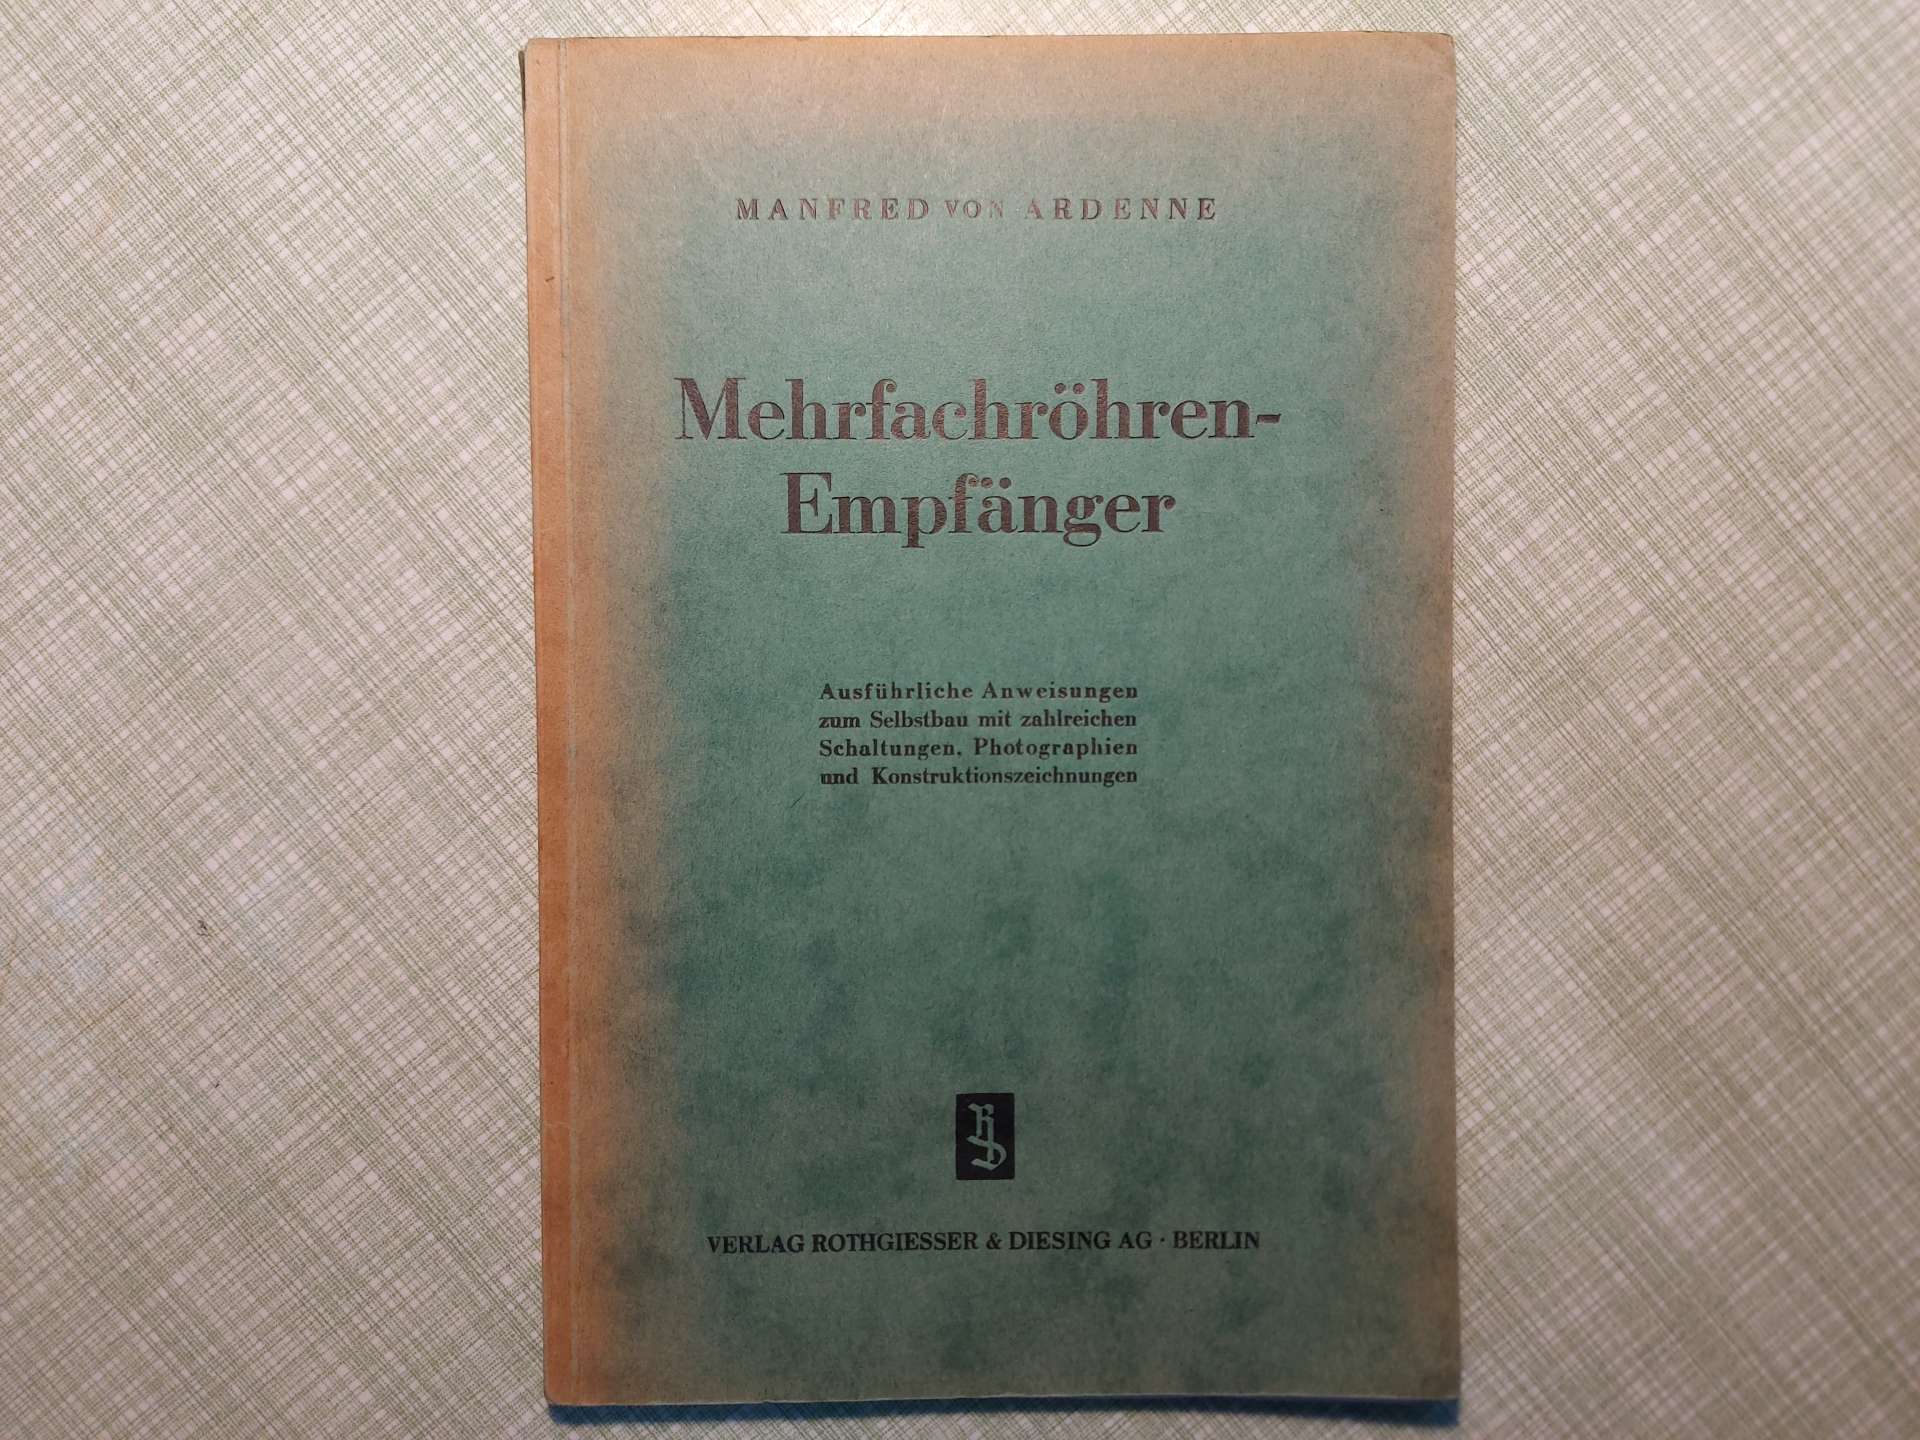 MANFRED VON ARDENNE
Mehrfachröhren-
Empfänger
Ausführliche Anweisungen
zum Selbstbau mit zahlreichen
Schaltungen, Photographien
und Konstruktionszeichnungen
RD
VERLAG ROTHGIESSER & DIESING AG · BERLIN